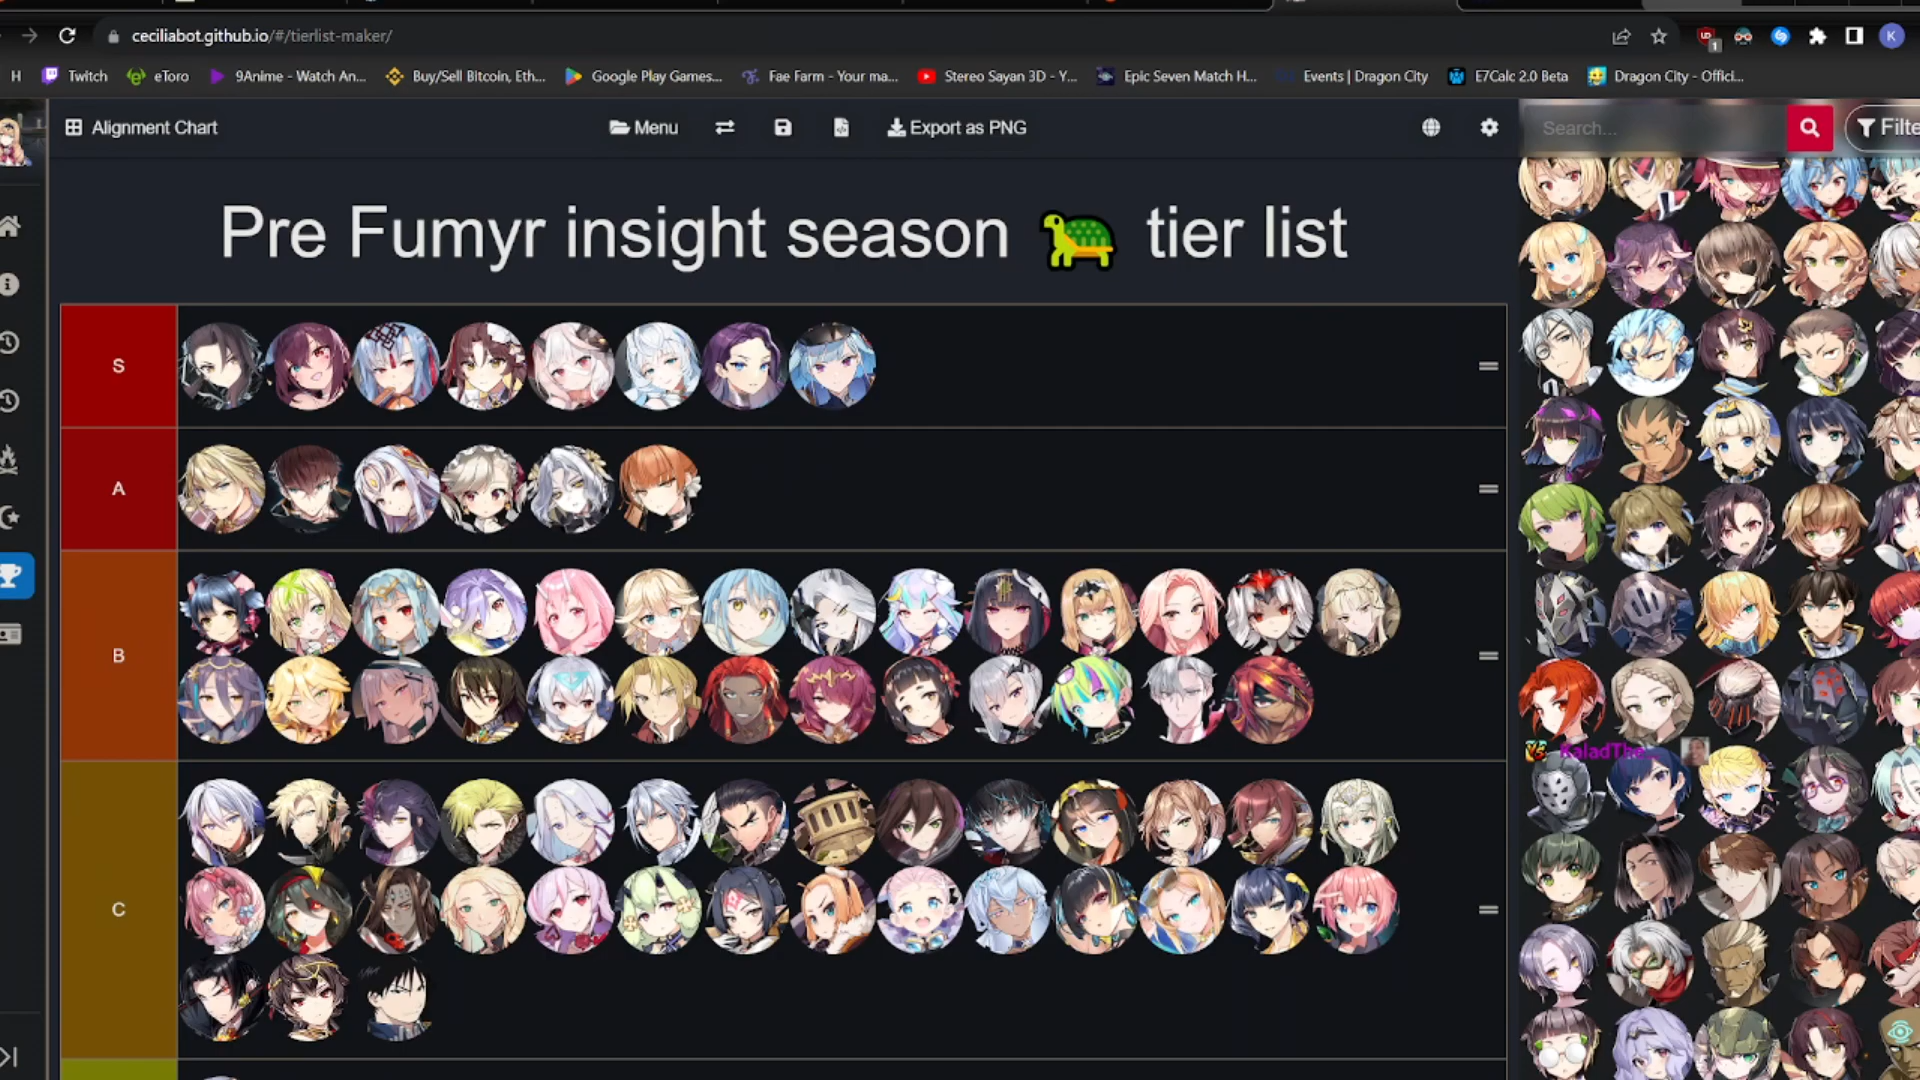 ceciliabot.github.io/#/tierlist-maker/
1
K
H
Twitch
eToro
9Anime - Watch An...
Buy/Sell Bitcoin, Eth...
Google Play Games...
Fae Farm - Your ma...
Stereo Sayan 3D - Y...
Epic Seven Match H...
Events | Dragon City
E7Calc 2.0 Beta
Dragon City - Offici...
Alignment Chart
Menu
Export as PNG
Search...
Filte
Pre Fumyr insight season 🐢 tier list
S
A
B
C
KaladThe...